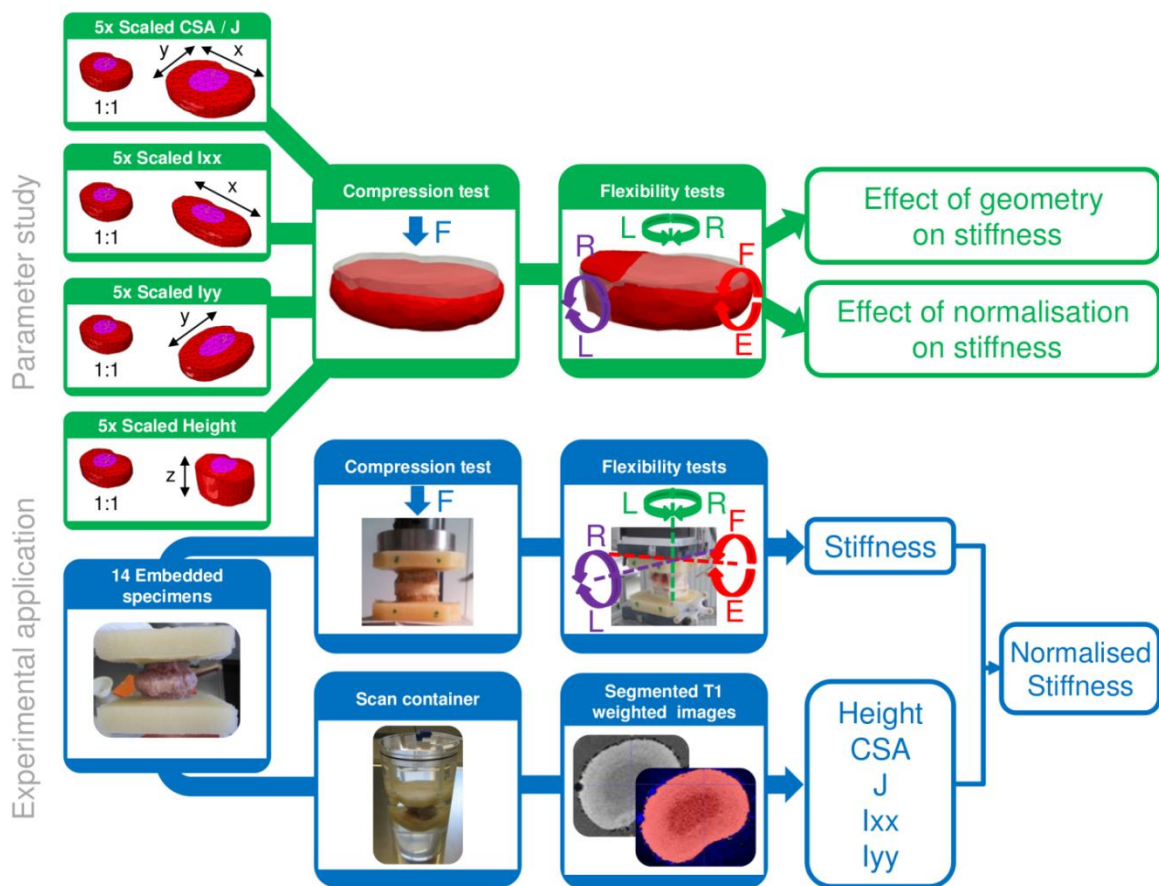 Parameter study
5x Scaled CSA / J
y
x
1:1
5x Scaled Ixx
x
1:1
5x Scaled Iyy
y
1:1
5x Scaled Height
z
1:1
Compression test
F
Flexibility tests
L
R
R
F
L
E
Effect of geometry
on stiffness
Effect of normalisation
on stiffness
Experimental application
14 Embedded
specimens
Compression test
F
Flexibility tests
L
R
R
F
L
E
Stiffness
Scan container
Segmented T1
weighted images
Height
CSA
J
Ixx
Iyy
Normalised
Stiffness